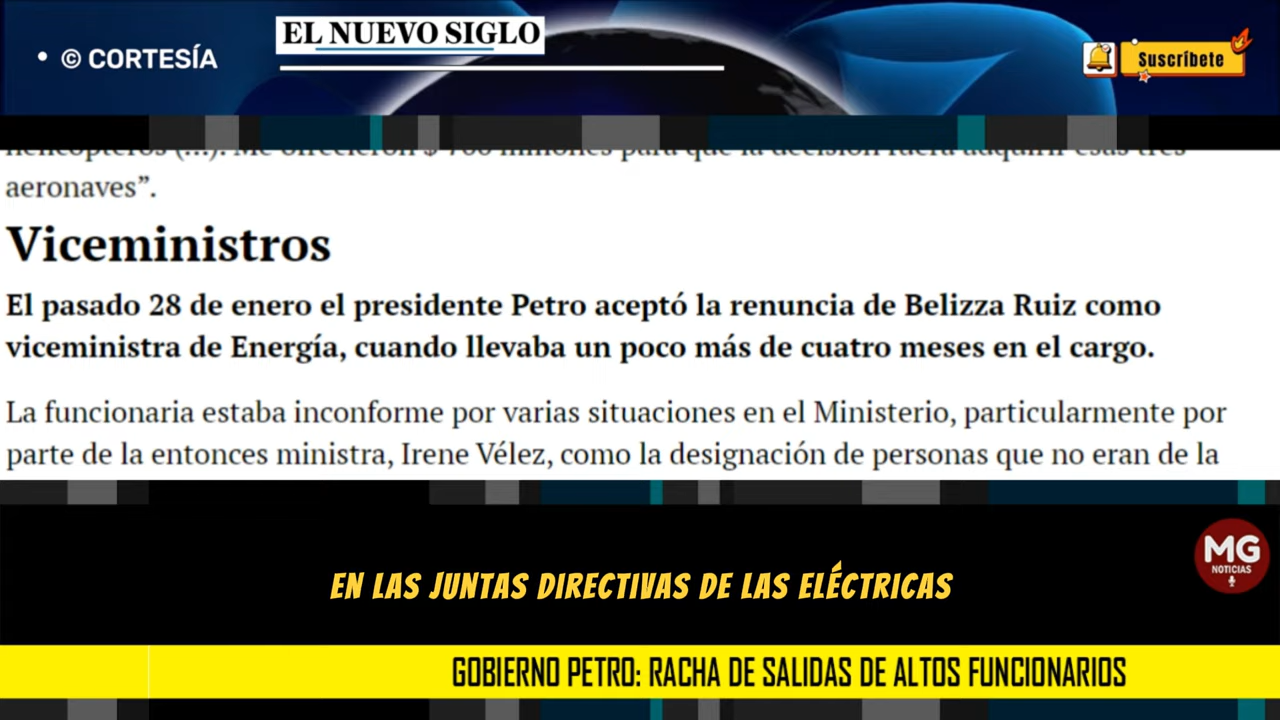 • © CORTESÍA
EL NUEVO SIGLO
Suscríbete
aeronaves”.
Viceministros
El pasado 28 de enero el presidente Petro aceptó la renuncia de Belizza Ruiz como
viceministra de Energía, cuando llevaba un poco más de cuatro meses en el cargo.
La funcionaria estaba inconforme por varias situaciones en el Ministerio, particularmente por
parte de la entonces ministra, Irene Vélez, como la designación de personas que no eran de la
MG
NOTICIAS
EN LAS JUNTAS DIRECTIVAS DE LAS ELÉCTRICAS
GOBIERNO PETRO: RACHA DE SALIDAS DE ALTOS FUNCIONARIOS